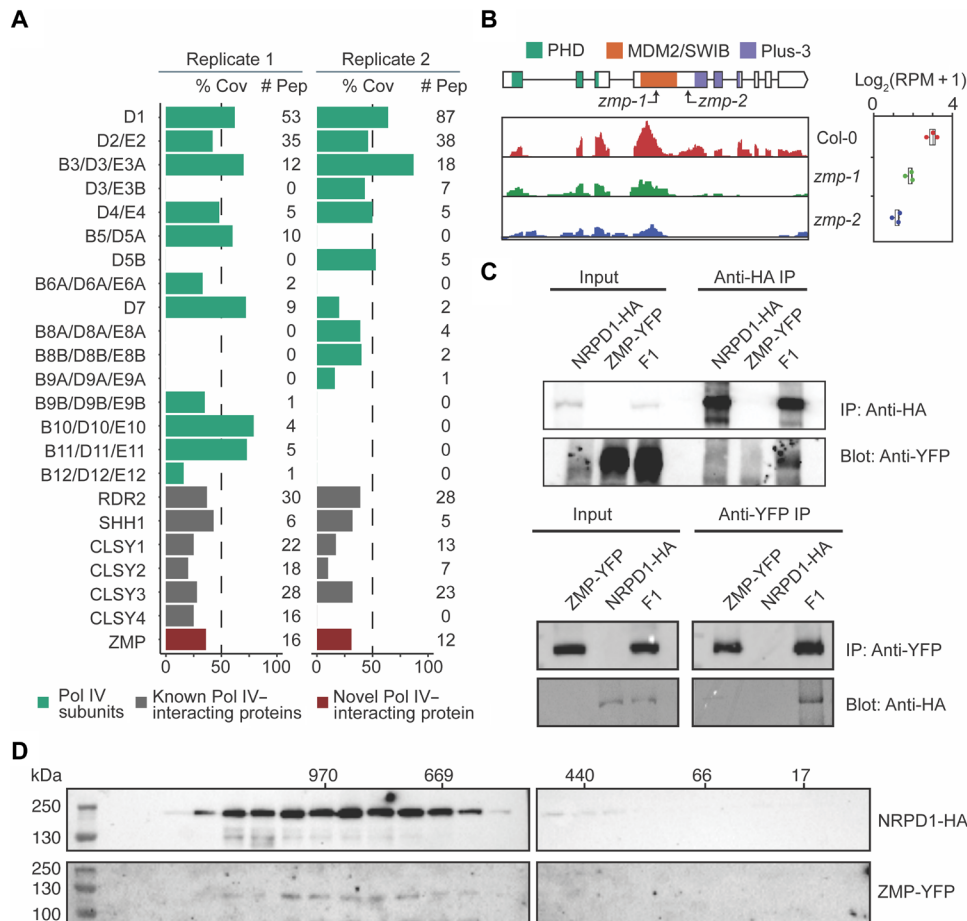 A
Replicate 1 Replicate 2
% Cov # Pep % Cov # Pep
D1 53 87
D2/E2 35 38
B3/D3/E3A 12 18
D3/E3B 0 7
D4/E4 5 5
B5/D5A 10 0
D5B 0 5
B6A/D6A/E6A 2 0
D7 9 2
B8A/D8A/E8A 0 4
B8B/D8B/E8B 0 2
B9A/D9A/E9A 0 1
B9B/D9B/E9B 1 0
B10/D10/E10 4 0
B11/D11/E11 5 0
B12/D12/E12 1 0
RDR2 30 28
SHH1 6 5
CLSY1 22 13
CLSY2 18 7
CLSY3 28 23
CLSY4 16 0
ZMP 16 12
0 50 100 0 50 100
Pol IV subunits
Known Pol IV–interacting proteins
Novel Pol IV–interacting protein
B
PHD MDM2/SWIB Plus-3
zmp-1 zmp-2
Log2(RPM + 1)
0 4
Col-0
zmp-1
zmp-2
C
Input Anti-HA IP
NRPD1-HA ZMP-YFP F1 NRPD1-HA ZMP-YFP F1
IP: Anti-HA
Blot: Anti-YFP
Input Anti-YFP IP
ZMP-YFP NRPD1-HA F1 ZMP-YFP NRPD1-HA F1
IP: Anti-YFP
Blot: Anti-HA
D
kDa 970 669 440 66 17
250
130
NRPD1-HA
250
130
100
ZMP-YFP